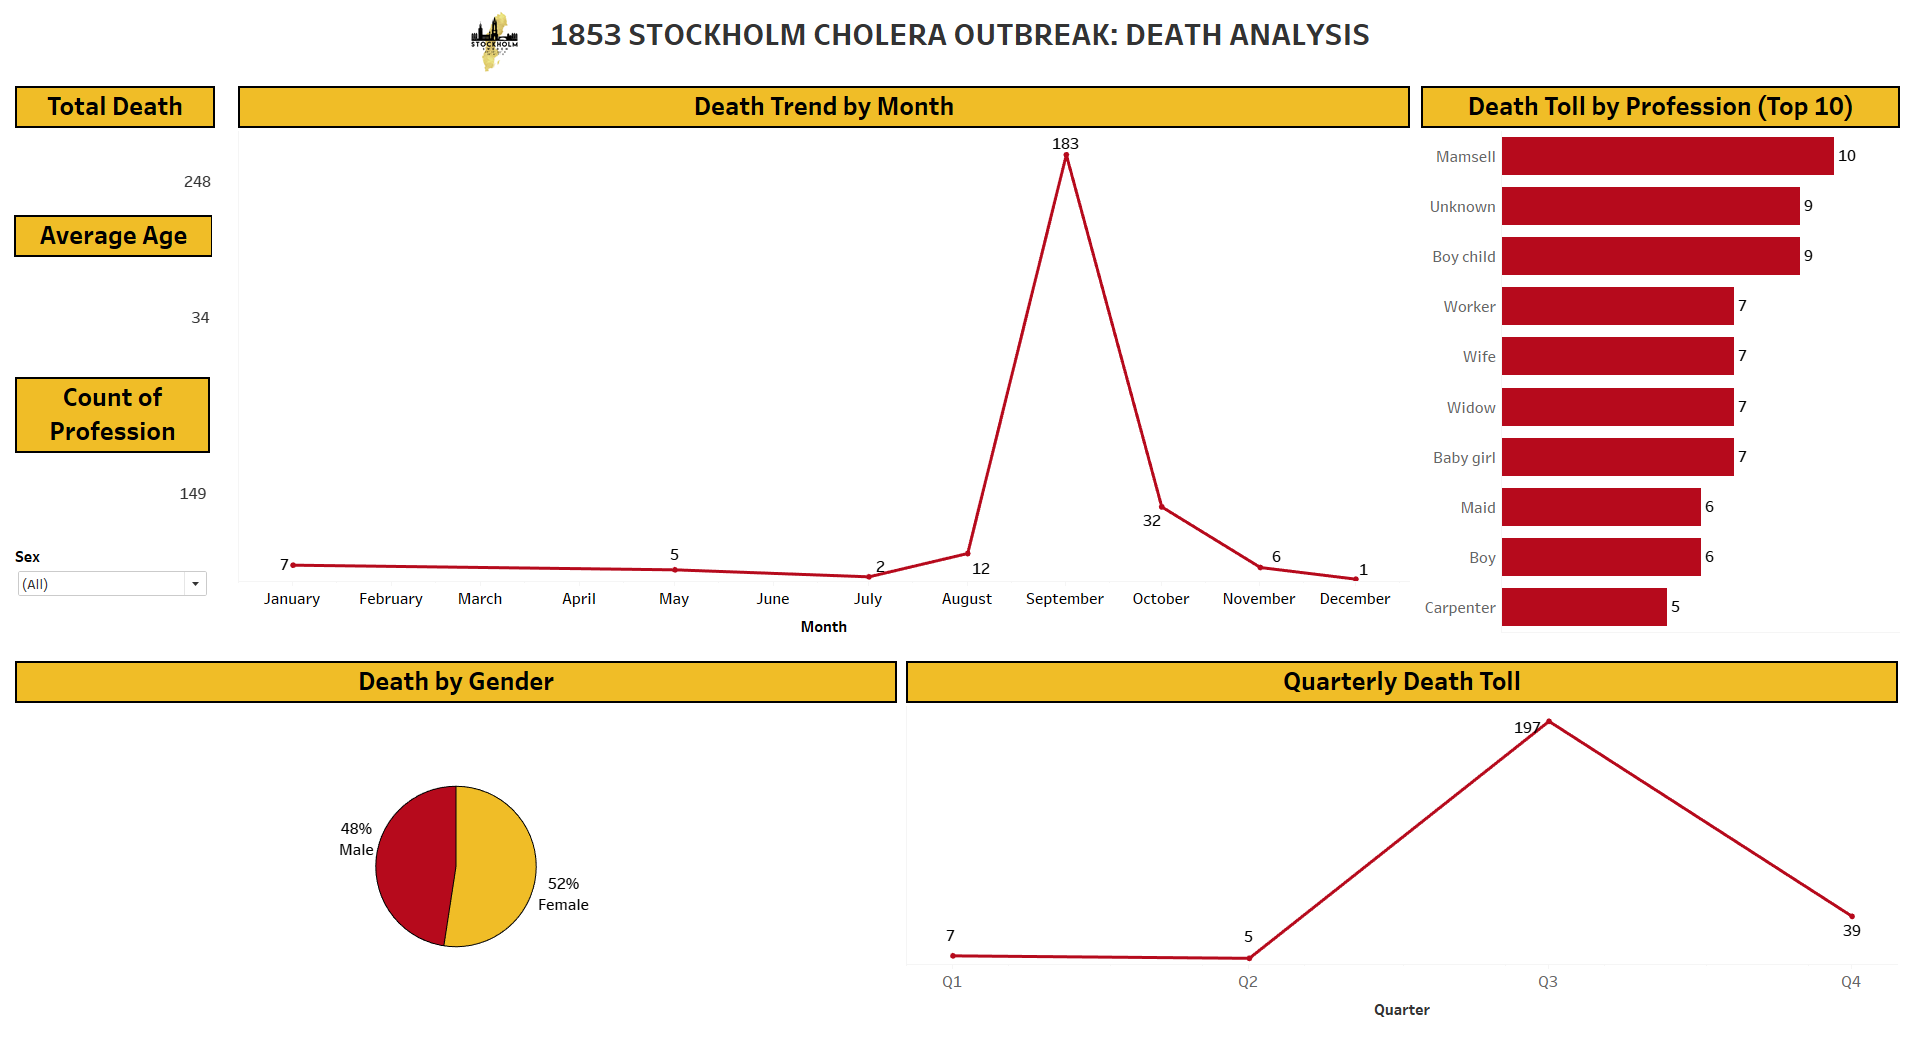 STOCKHOLM
1853 STOCKHOLM CHOLERA OUTBREAK: DEATH ANALYSIS
Total Death
248
Average Age
34
Count of
Profession
149
Sex
(All)
Death Trend by Month
183
7
5
2
12
32
6
1
January February March April May June July August September October November December
Month
Death Toll by Profession (Top 10)
Mamsell 10
Unknown 9
Boy child 9
Worker 7
Wife 7
Widow 7
Baby girl 7
Maid 6
Boy 6
Carpenter 5
Death by Gender
48%
Male
52%
Female
Quarterly Death Toll
197
7
5
39
Q1 Q2 Q3 Q4
Quarter